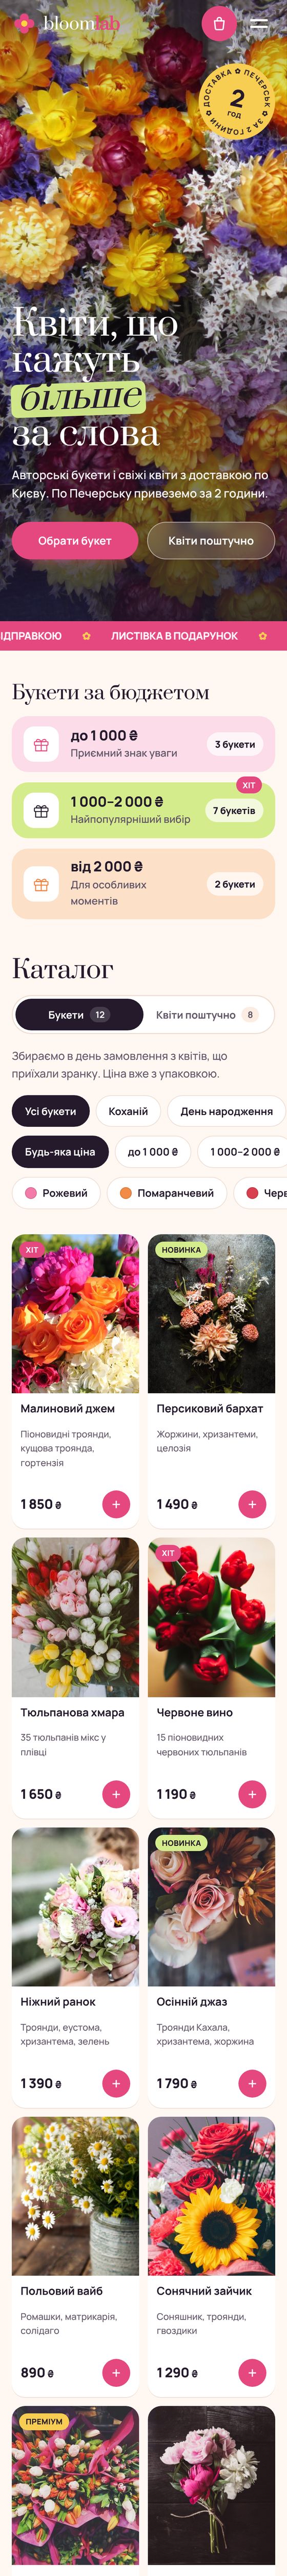 bloomlab
ДОСТАВКА ✿ ПЕЧЕРСЬК ✿ ЗА 2 ГОДИНИ ✿
2
год
Квіти, що
кажуть
більше
за слова
Авторські букети і свіжі квіти з доставкою по
Києву. По Печерську привеземо за 2 години.
Обрати букет
Квіти поштучно
ІДПРАВКОЮ ✿ ЛИСТІВКА В ПОДАРУНОК ✿
Букети за бюджетом
до 1 000 ₴
Приємний знак уваги
3 букети
ХІТ
1 000–2 000 ₴
Найпопулярніший вибір
7 букетів
від 2 000 ₴
Для особливих
моментів
2 букети
Каталог
Букети 12
Квіти поштучно 8
Збираємо в день замовлення з квітів, що
приїхали зранку. Ціна вже з упаковкою.
Усі букети
Коханій
День народження
Будь-яка ціна
до 1 000 ₴
1 000–2 000 ₴
Рожевий
Помаранчевий
Черв
ХІТ
Малиновий джем
Піоновидні троянди,
кущова троянда,
гортензія
1 850 ₴
+
НОВИНКА
Персиковий бархат
Жоржини, хризантеми,
целозія
1 490 ₴
+
Тюльпанова хмара
35 тюльпанів мікс у
плівці
1 650 ₴
+
ХІТ
Червоне вино
15 піоновидних
червоних тюльпанів
1 190 ₴
+
Ніжний ранок
Троянди, еустома,
хризантема, зелень
1 390 ₴
+
НОВИНКА
Осінній джаз
Троянди Кахала,
хризантема, жоржина
1 790 ₴
+
Польовий вайб
Ромашки, матрикарія,
солідаго
890 ₴
+
Сонячний зайчик
Соняшник, троянди,
гвоздики
1 290 ₴
+
ПРЕМІУМ